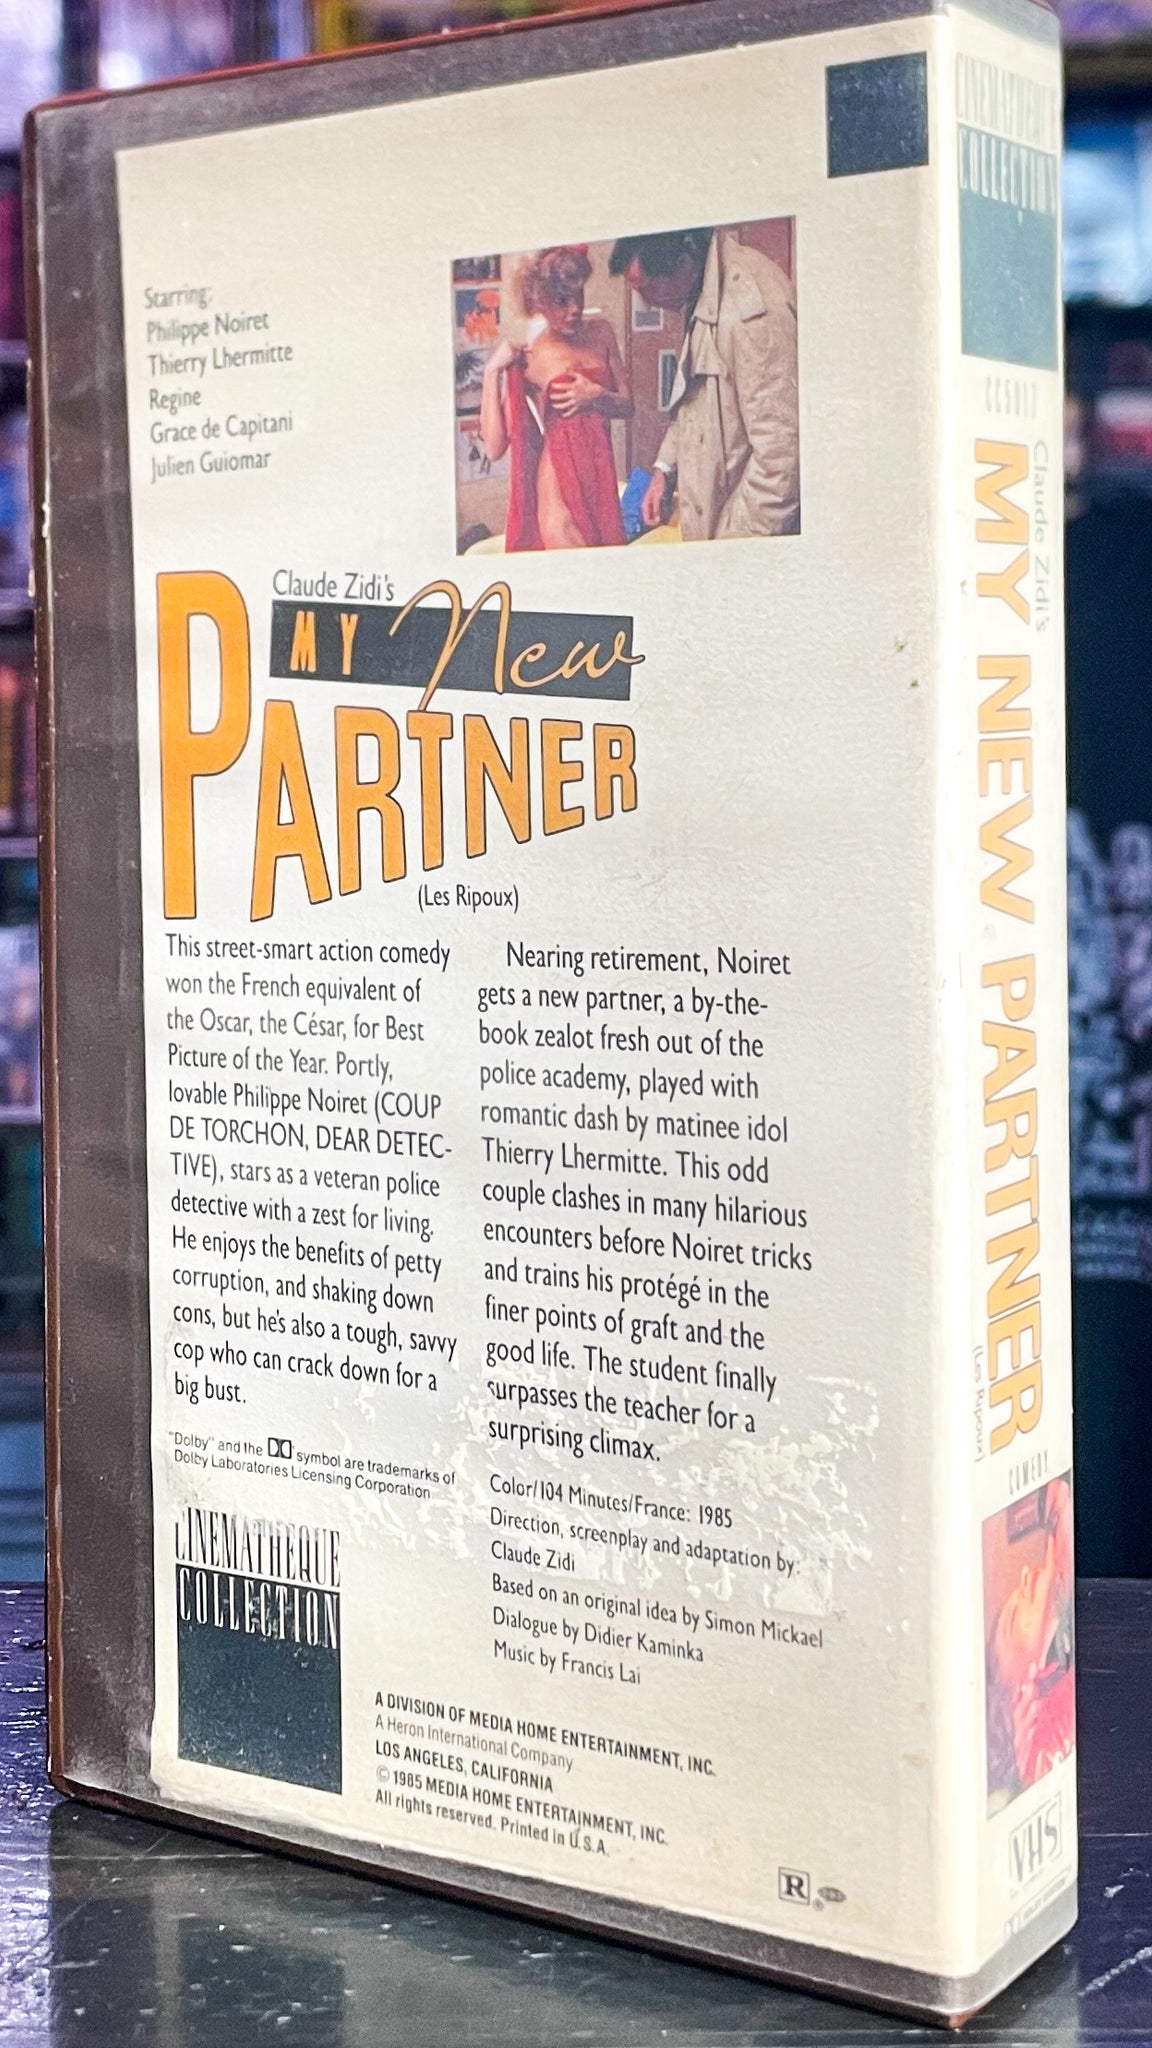 Starring:
Philippe Noiret
Thierry Lhermitte
Regine
Grace de Capitani
Julien Guiomar
Claude Zidi's
MY New
PARTNER
(Les Ripoux)
This street-smart action comedy
won the French equivalent of
the Oscar, the César, for Best
Picture of the Year. Portly,
lovable Philippe Noiret (COUP
DE TORCHON, DEAR DETEC-
TIVE), stars as a veteran police
detective with a zest for living.
He enjoys the benefits of petty
corruption, and shaking down
cons, but he's also a tough, savvy
cop who can crack down for a
big bust.
Nearing retirement, Noiret
gets a new partner, a by-the-
book zealot fresh out of the
police academy, played with
romantic dash by matinee idol
Thierry Lhermitte. This odd
couple clashes in many hilarious
encounters before Noiret tricks
and trains his protégé in the
finer points of graft and the
good life. The student finally
surpasses the teacher for a
surprising climax.
"Dolby" and the symbol are trademarks of
Dolby Laboratories Licensing Corporation
Color/104 Minutes/France: 1985
Direction, screenplay and adaptation by:
Claude Zidi
Based on an original idea by Simon Mickael
Dialogue by Didier Kaminka
Music by Francis Lai
CINEMATHEQUE
COLLECTION
A DIVISION OF MEDIA HOME ENTERTAINMENT, INC.
A Heron International Company
LOS ANGELES, CALIFORNIA
© 1985 MEDIA HOME ENTERTAINMENT, INC.
All rights reserved. Printed in U.S.A.
R
CINEMATHEQUE
COLLECTION
Claude Zidi's
MY NEW PARTNER
(Les Ripoux)
COMEDY
VHS